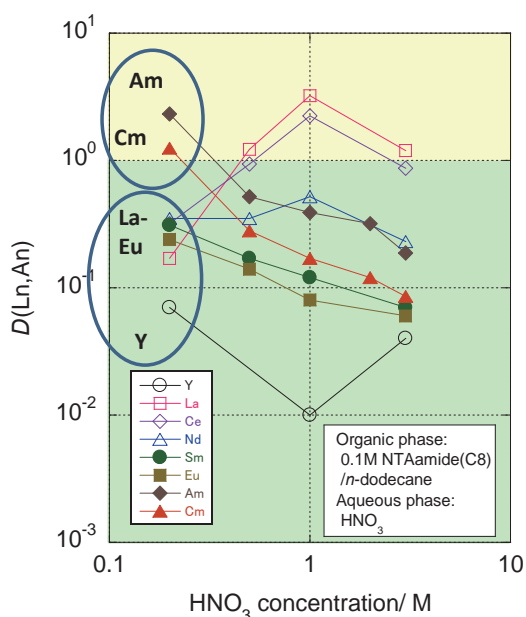 10¹
Am
Cm
10⁰
La-
Eu
D(Ln,An)
10⁻¹
Y
Y
La
Ce
Nd
Sm
Eu
Am
Cm
10⁻²
Organic phase:
0.1M NTAamide(C8)
/n-dodecane
Aqueous phase:
HNO₃
10⁻³
0.1
1
10
HNO₃ concentration/ M